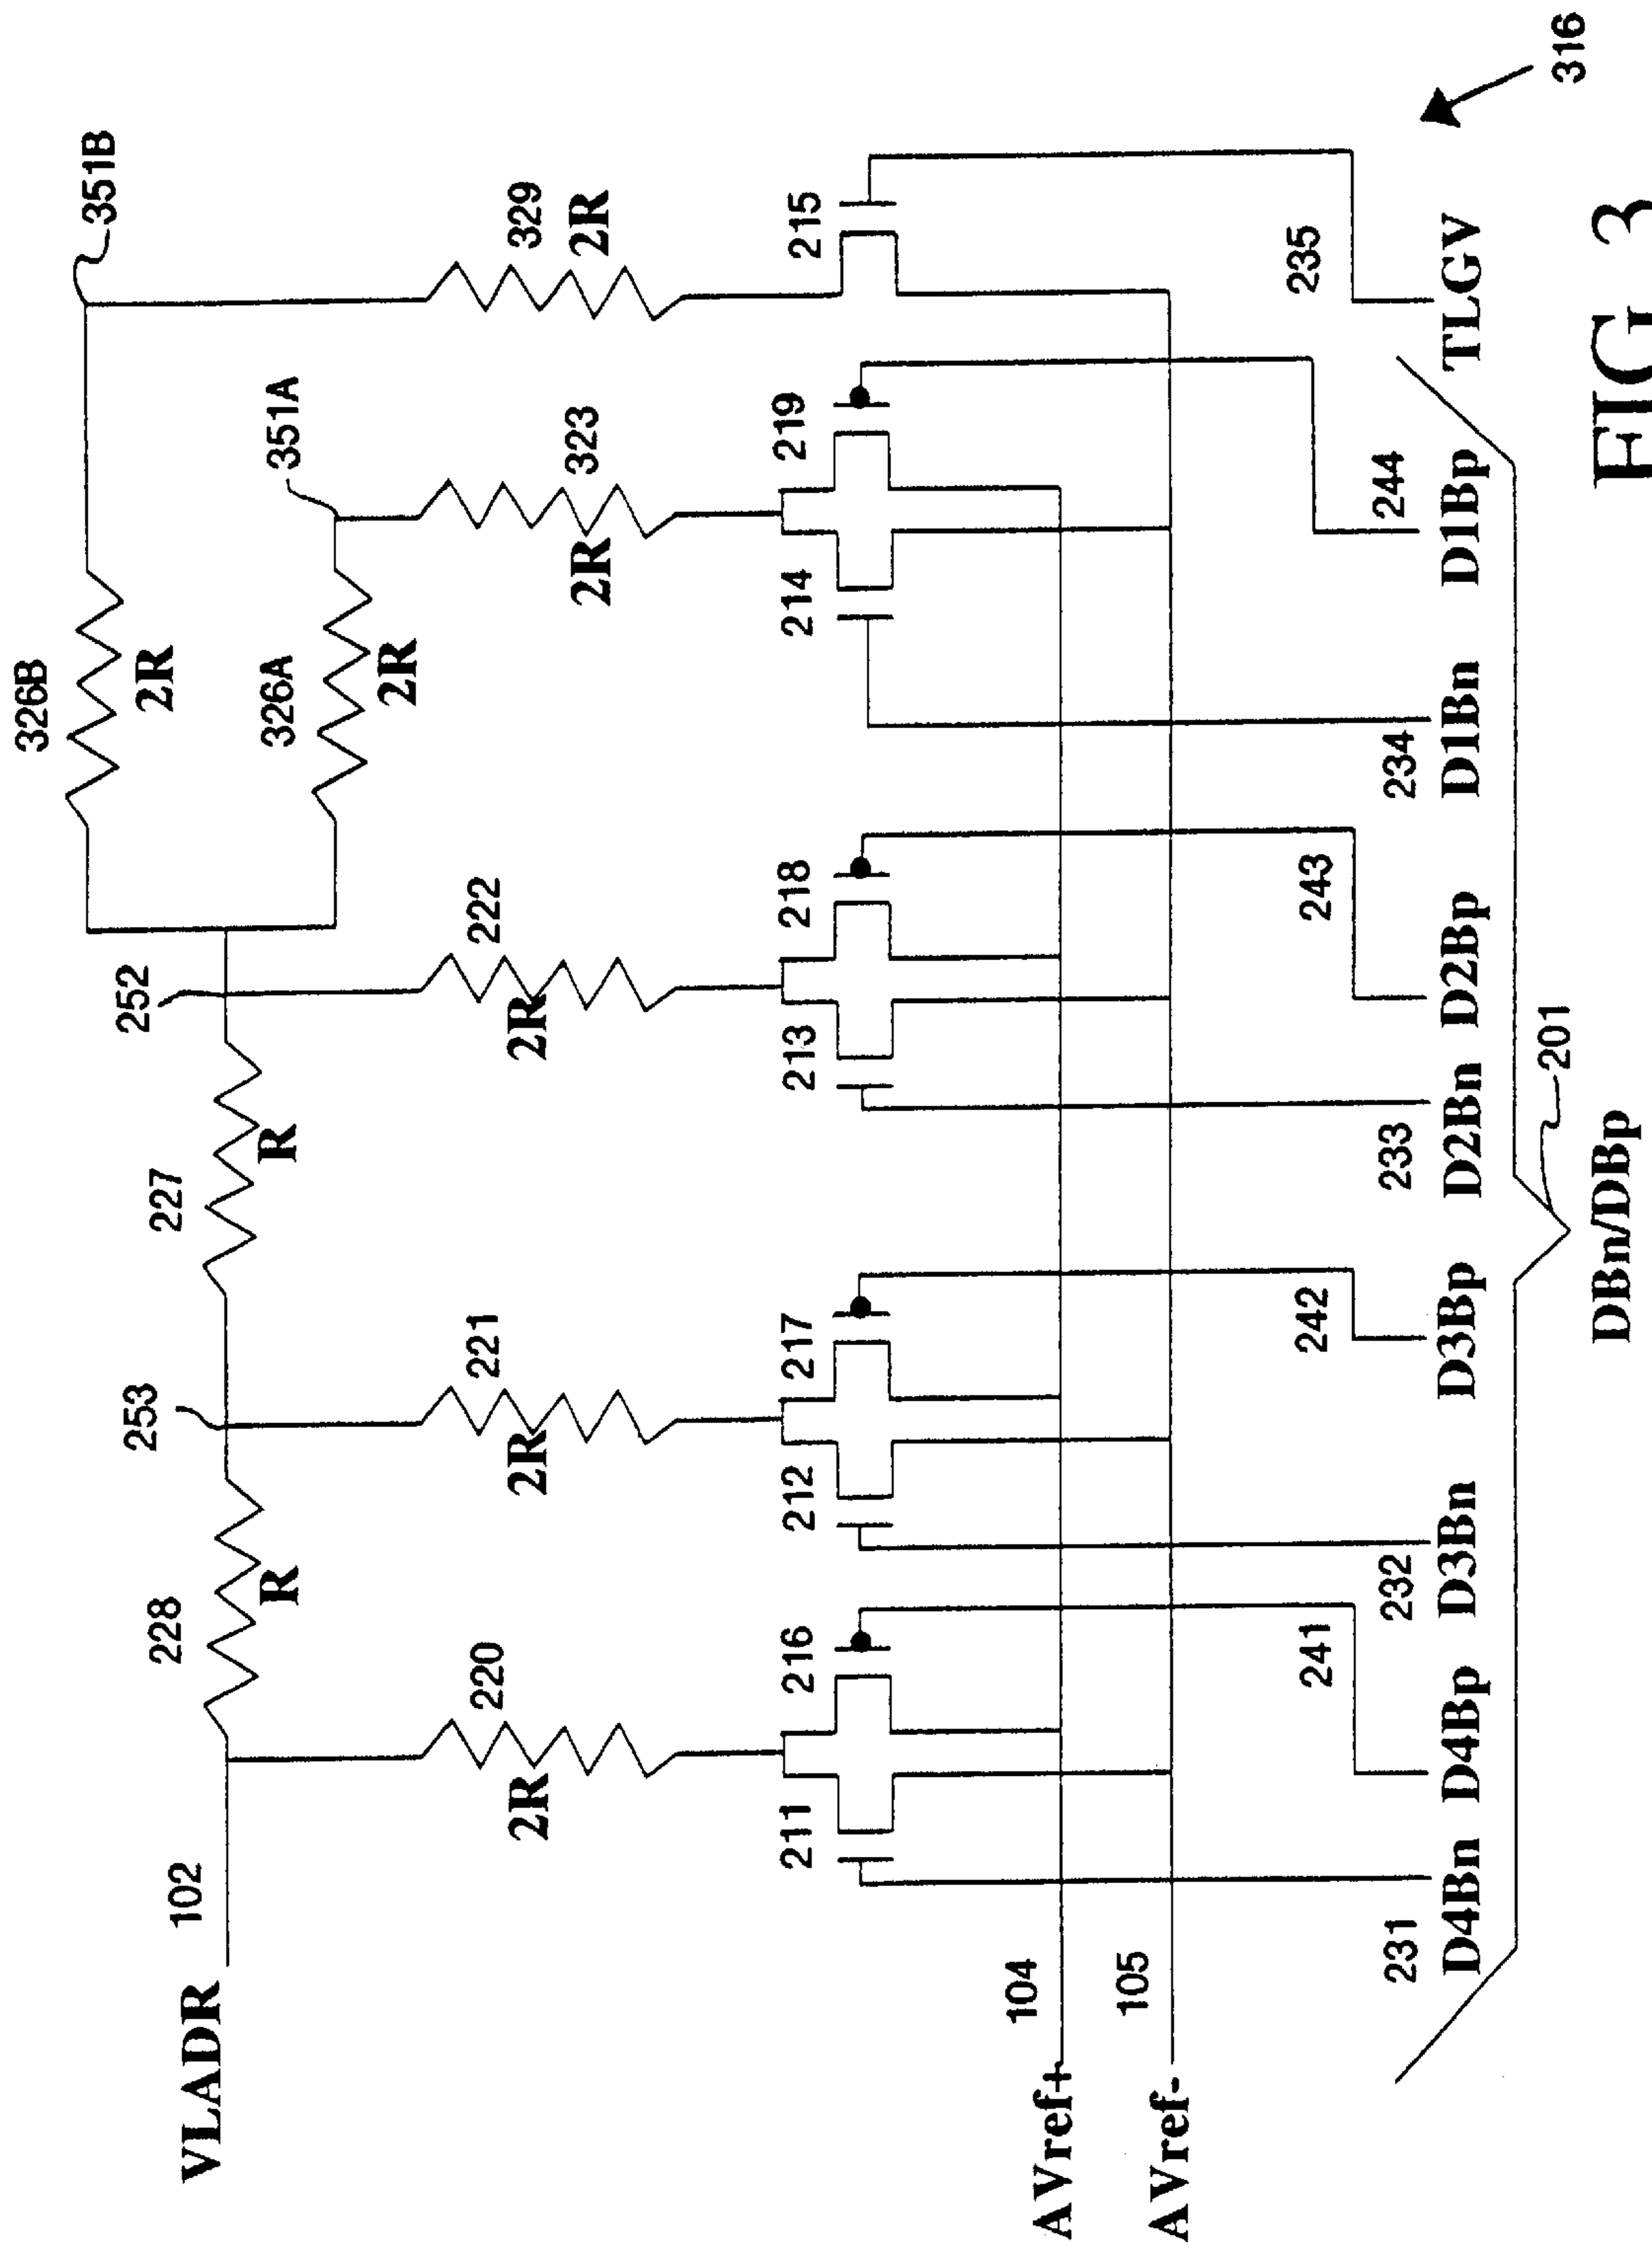 351B
326B
2R
329
2R
351A
326A
2R
323
2R
252
222
2R
227
R
253
221
2R
228
R
220
2R
VLADR
102
211
216
212
217
213
218
214
219
215
AVref+
104
AVref-
105
231
241
232
242
233
243
234
244
235
D4Bn
D4Bp
D3Bn
D3Bp
D2Bn
D2Bp
D1Bn
D1Bp
TLGV
201
DBn/DBp
316
FIG 3